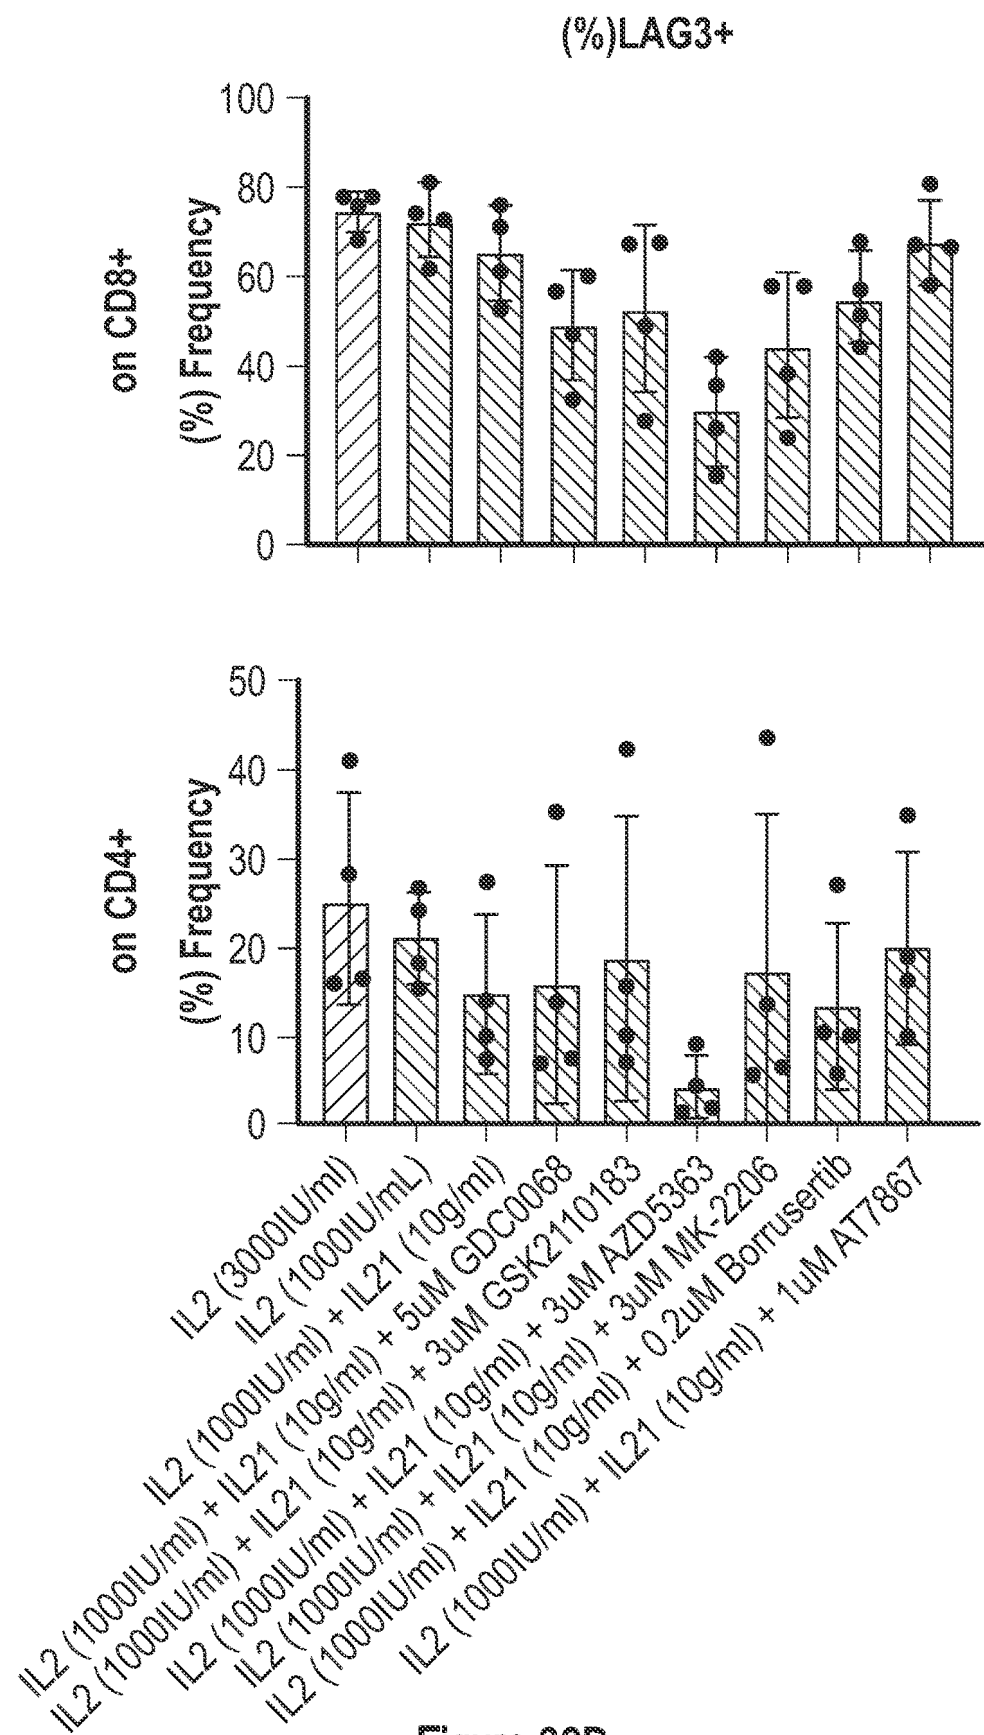 (%)LAG3+
on CD8+
(%) Frequency
100
80
60
40
20
0
on CD4+
(%) Frequency
50
40
30
20
10
0
IL2 (3000IU/ml)
IL2 (1000IU/mL)
IL2 (1000IU/ml) + IL21 (10g/ml)
IL2 (1000IU/ml) + IL21 (10g/ml) + 5uM GDC0068
IL2 (1000IU/ml) + IL21 (10g/ml) + 3uM GSK2110183
IL2 (1000IU/ml) + IL21 (10g/ml) + 3uM AZD5363
IL2 (1000IU/ml) + IL21 (10g/ml) + 3uM MK-2206
IL2 (1000IU/ml) + IL21 (10g/ml) + 0.2uM Borrusertib
IL2 (1000IU/ml) + IL21 (10g/ml) + 1uM AT7867